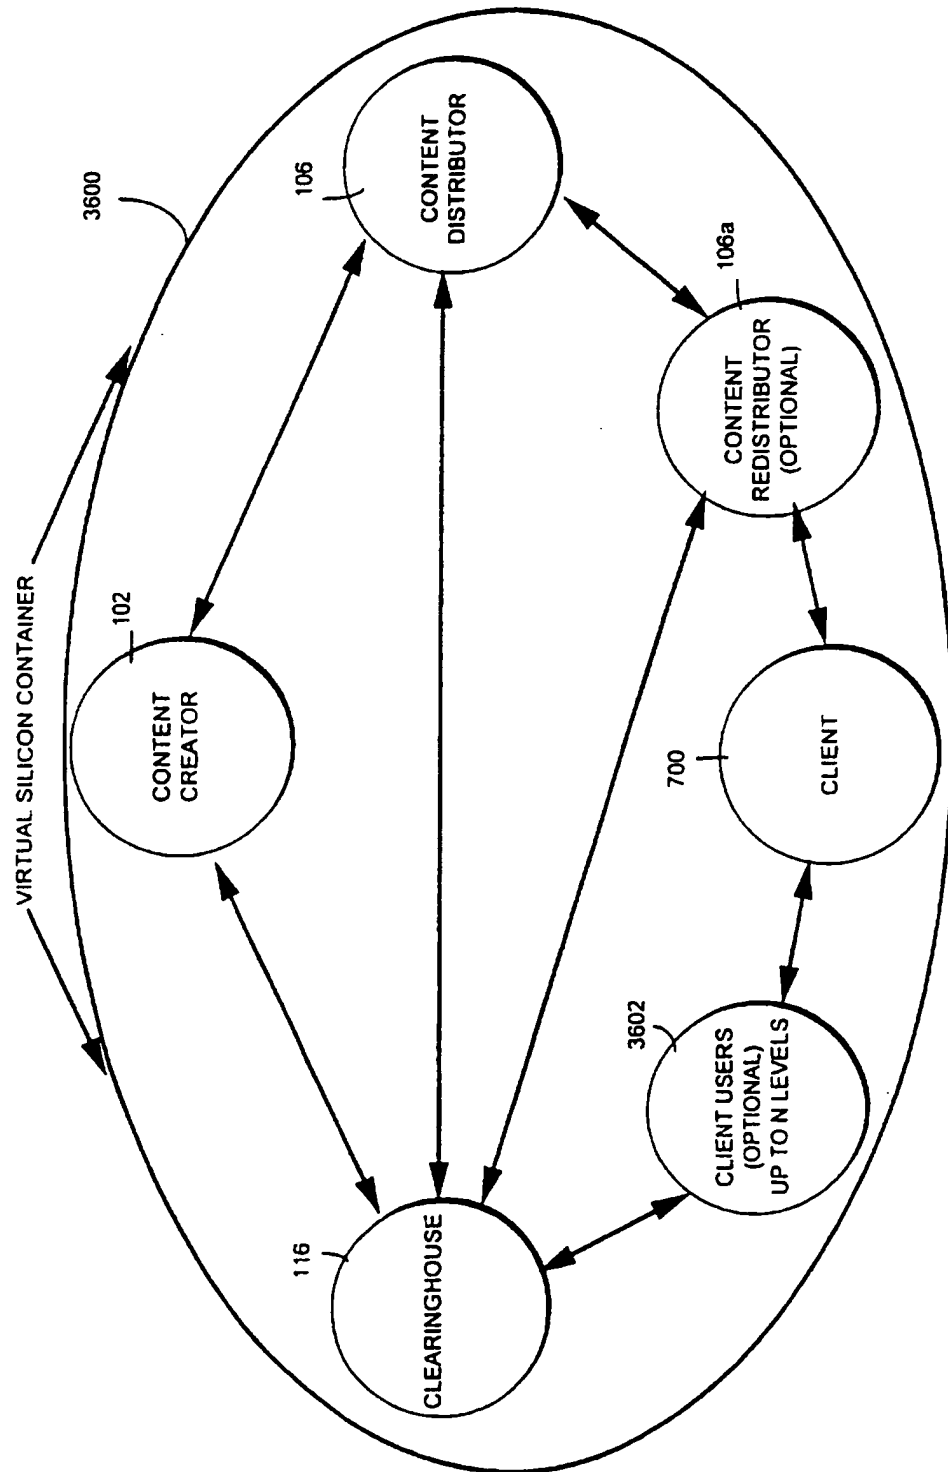 VIRTUAL SILICON CONTAINER
3600
102
CONTENT
CREATOR
106
CONTENT
DISTRIBUTOR
116
CLEARINGHOUSE
106a
CONTENT
REDISTRIBUTOR
(OPTIONAL)
3602
CLIENT USERS
(OPTIONAL)
UP TO N LEVELS
700
CLIENT